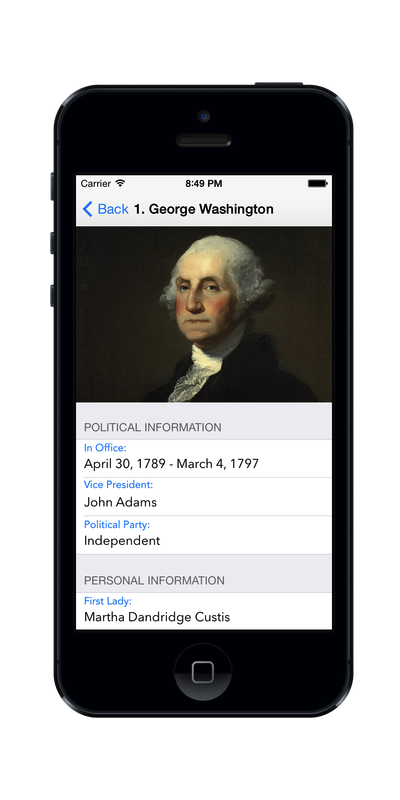 Carrier 8:49 PM
Back 1. George Washington
POLITICAL INFORMATION
In Office:
April 30, 1789 - March 4, 1797
Vice President:
John Adams
Political Party:
Independent
PERSONAL INFORMATION
First Lady:
Martha Dandridge Custis